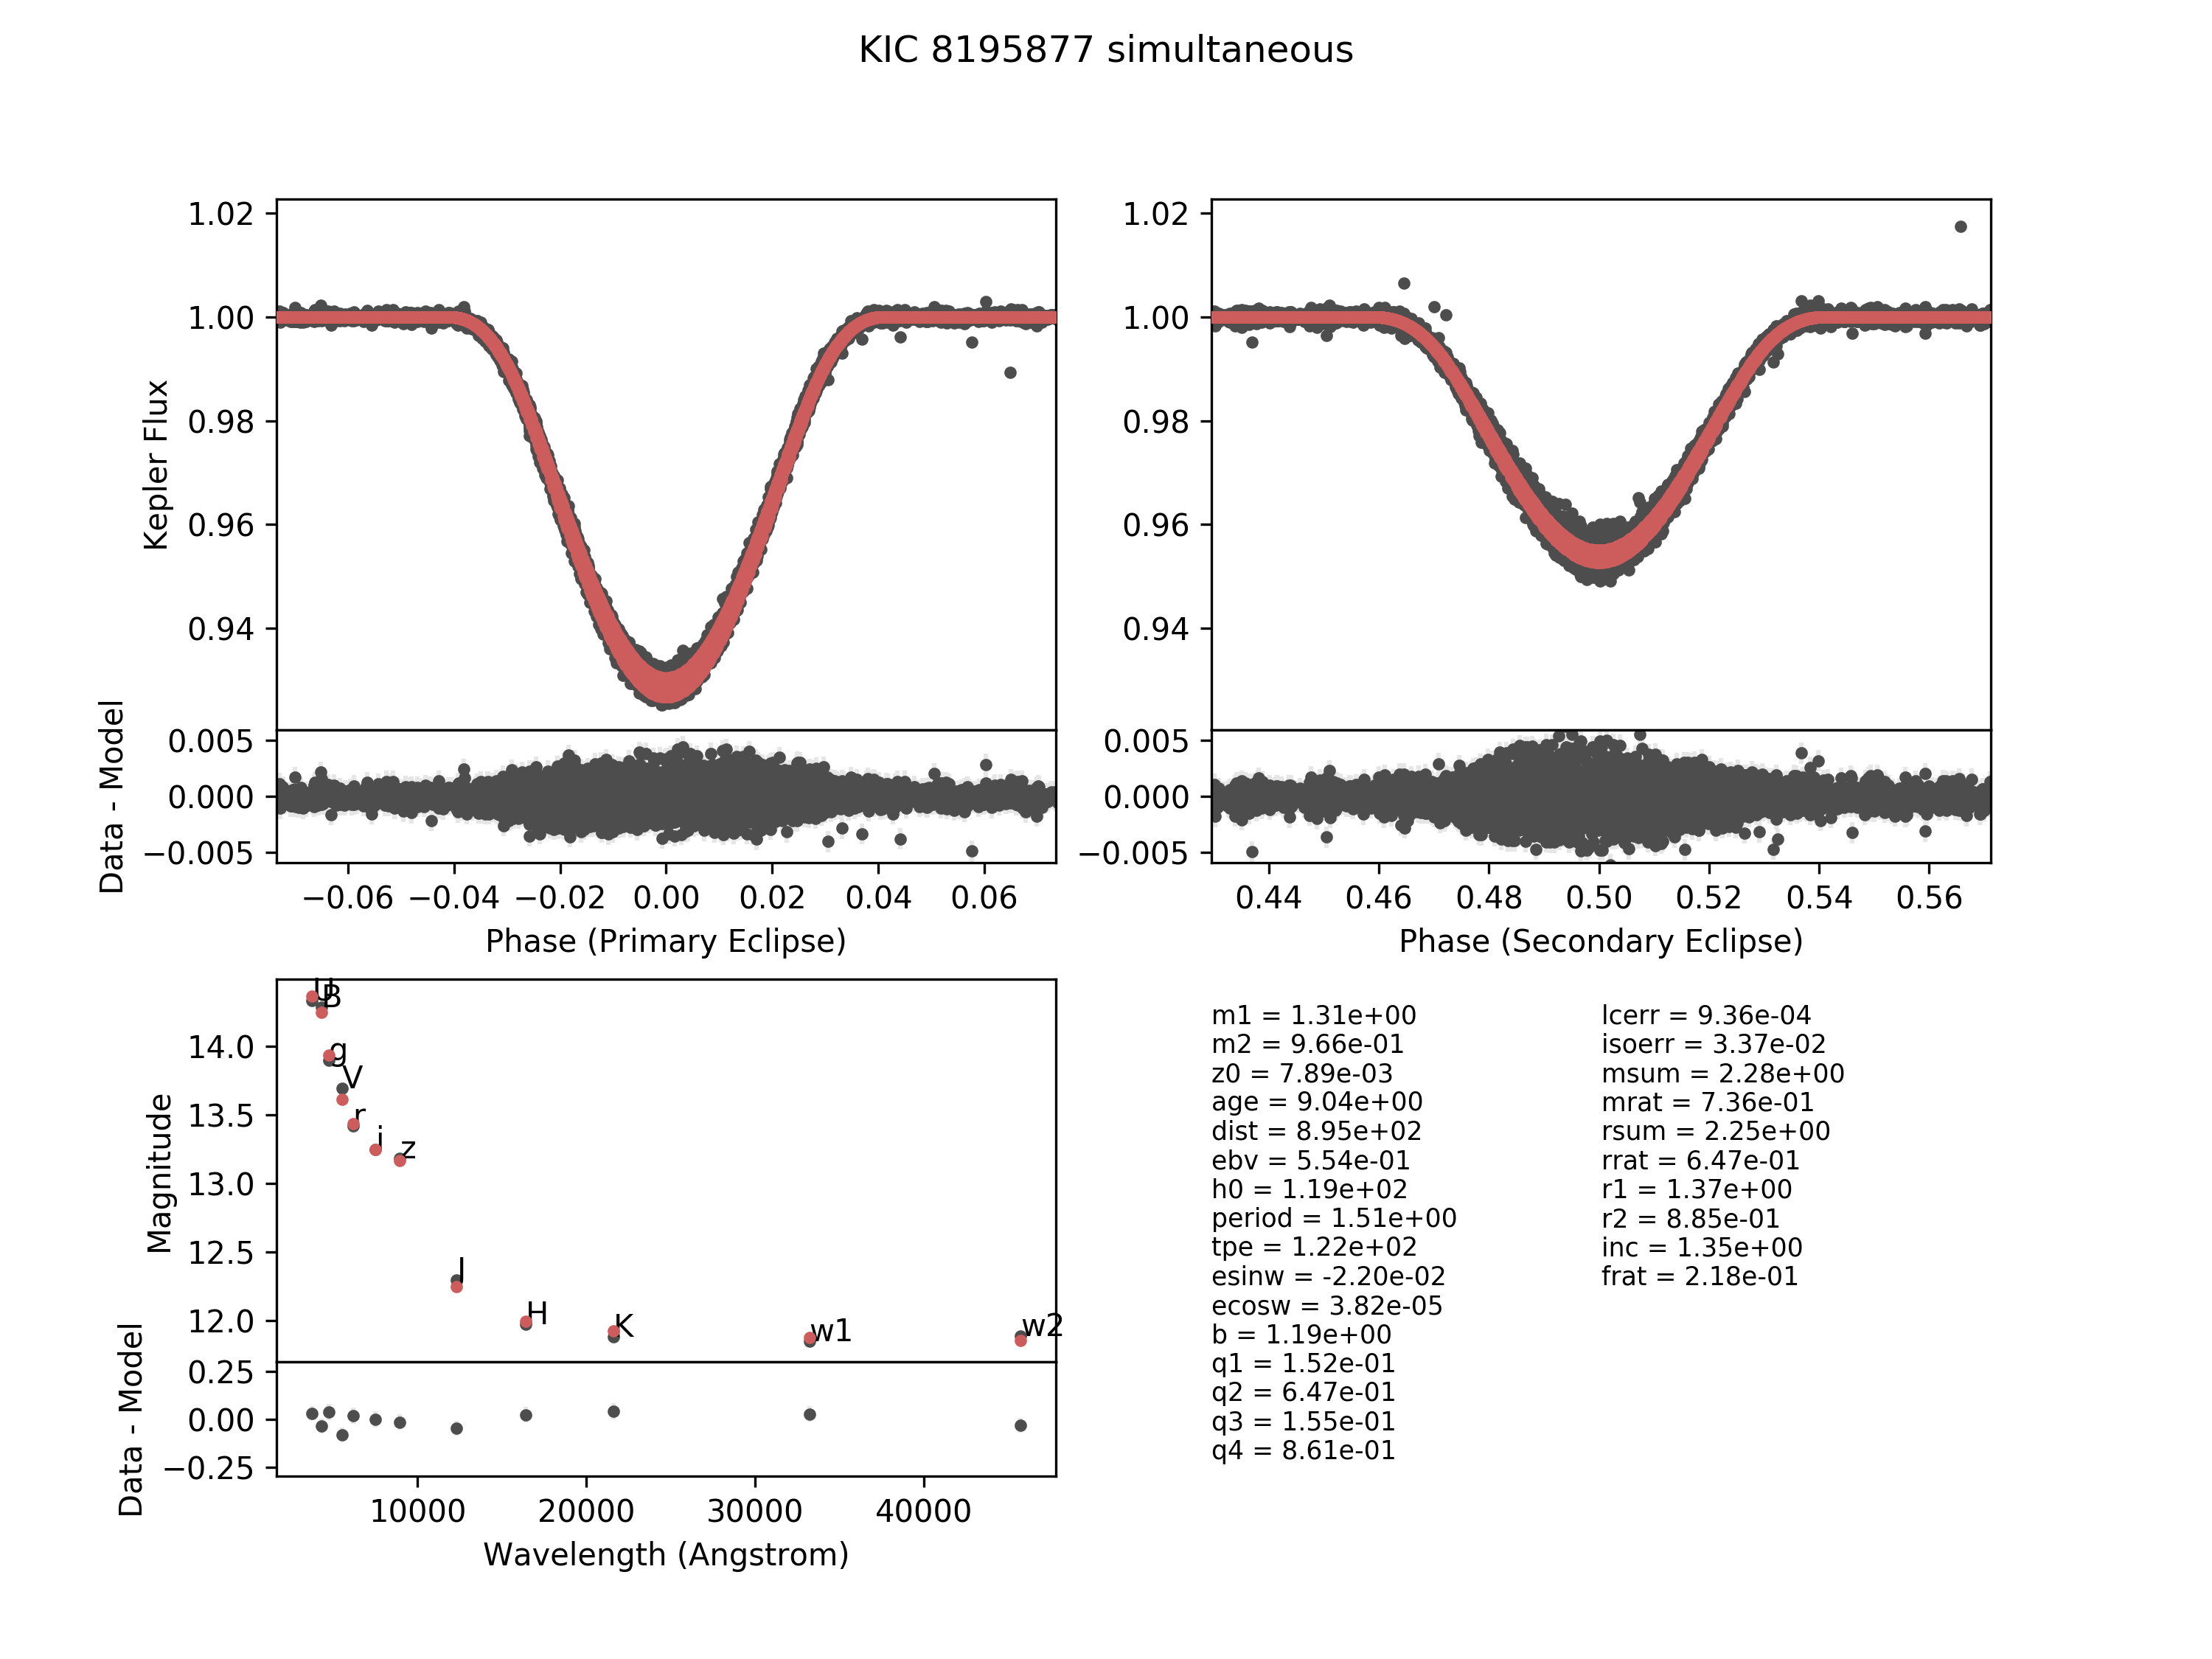 KIC 8195877 simultaneous
1.02
1.00
0.98
0.96
0.94
Kepler Flux
0.005
0.000
−0.005
Data - Model
−0.06 −0.04 −0.02 0.00 0.02 0.04 0.06
Phase (Primary Eclipse)
1.02
1.00
0.98
0.96
0.94
0.005
0.000
−0.005
0.44 0.46 0.48 0.50 0.52 0.54 0.56
Phase (Secondary Eclipse)
14.0
13.5
13.0
12.5
12.0
Magnitude
U
B
g
V
r
i
z
J
H
K
w1
w2
0.25
0.00
−0.25
Data - Model
10000 20000 30000 40000
Wavelength (Angstrom)
m1 = 1.31e+00
m2 = 9.66e-01
z0 = 7.89e-03
age = 9.04e+00
dist = 8.95e+02
ebv = 5.54e-01
h0 = 1.19e+02
period = 1.51e+00
tpe = 1.22e+02
esinw = -2.20e-02
ecosw = 3.82e-05
b = 1.19e+00
q1 = 1.52e-01
q2 = 6.47e-01
q3 = 1.55e-01
q4 = 8.61e-01
lcerr = 9.36e-04
isoerr = 3.37e-02
msum = 2.28e+00
mrat = 7.36e-01
rsum = 2.25e+00
rrat = 6.47e-01
r1 = 1.37e+00
r2 = 8.85e-01
inc = 1.35e+00
frat = 2.18e-01